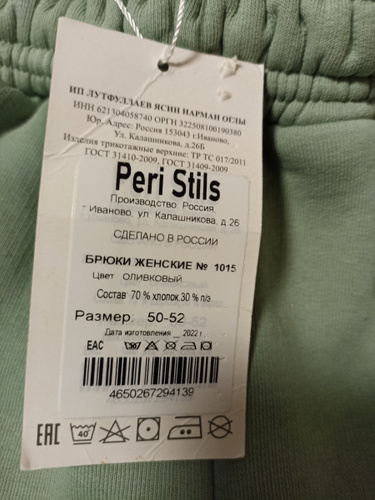 ИП ЛУТФУЛЛАЕВ ЯСИН НАРМАН ОГЛЫ
ИНН 621304058740 ОРГН 322508100190380
Юр. Адрес: Россия 153043 г.Иваново,
Ул. Калашникова, д.26Б
Изделия трикотажные верхние: ТР ТС 017/2011
ГОСТ 31410-2009, ГОСТ 31409-2009
Peri Stils
Производство. Россия
г Иваново ул Калашникова, д 26
СДЕЛАНО В РОССИИ
БРЮКИ ЖЕНСКИЕ № 1015
Цвет ОЛИВКОВЫЙ
Состав 70 % хлопок 30 % п/э
Размер: 50-52
Дата изготовления _ 2022 г
EAC
4650267294139
EAC 40